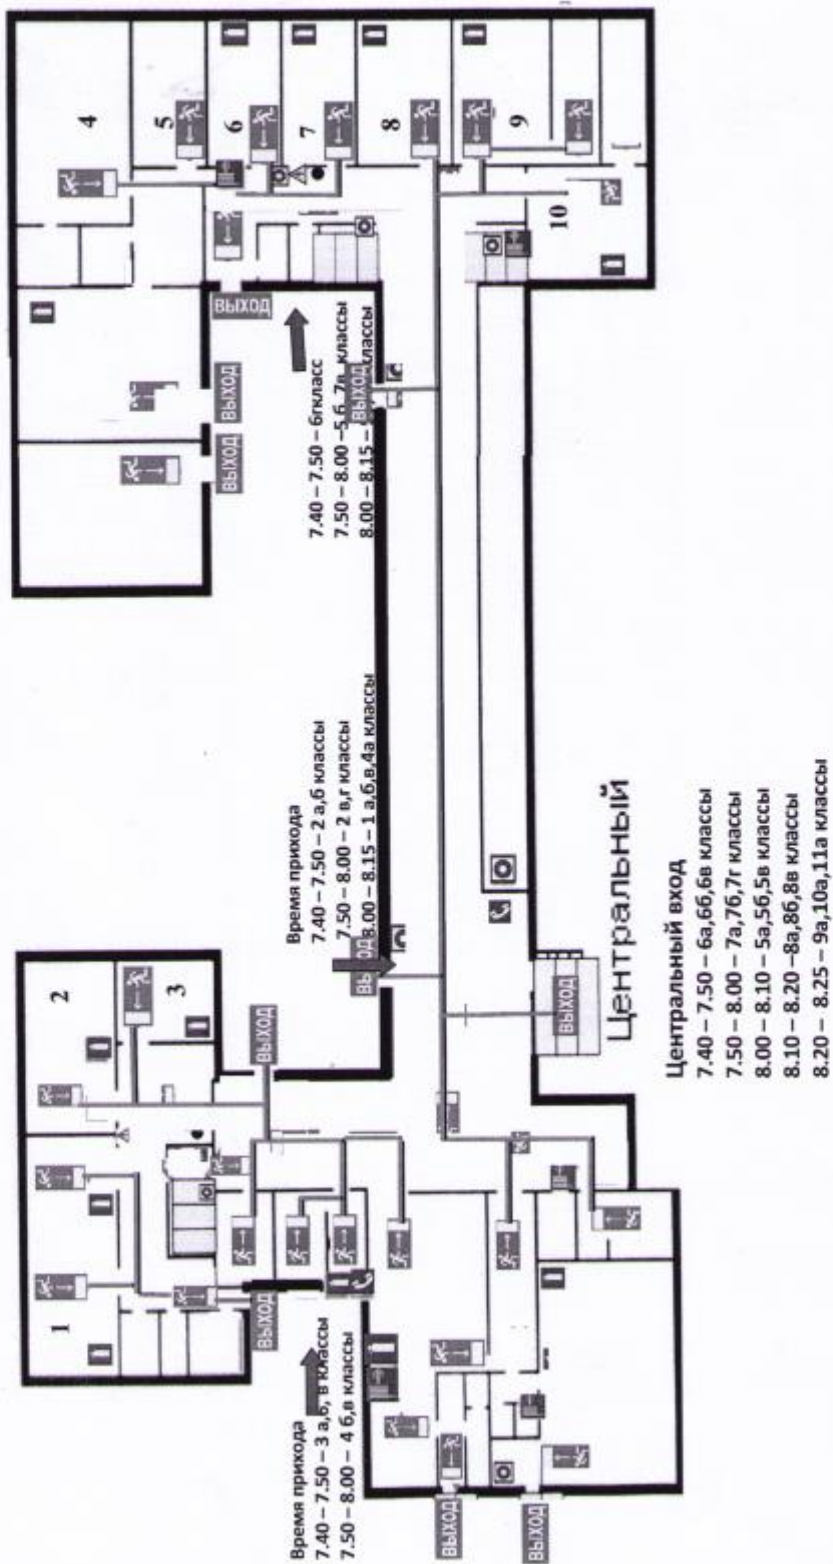 4
5
6
7
8
9
10
ВЫХОД
ВЫХОД
ВЫХОД
7.40 – 7.50 – 6гкласс
7.50 – 8.00 –5,6, 7в классы
8.00 – 8.15 – классы
ВЫХОД
Время прихода
7.40 – 7.50 – 2 а,б классы
7.50 – 8.00 – 2 в,г классы
8.00 – 8.15 – 1 а,б,в,4а классы
ВЫХОД
2
3
1
ВЫХОД
ВЫХОД
Время прихода
7.40 – 7.50 – 3 а,б, в классы
7.50 – 8.00 – 4 б,в классы
ВЫХОД
ВЫХОД
ВЫХОД
Центральный
Центральный вход
7.40 – 7.50 – 6а,6б,6в классы
7.50 – 8.00 – 7а,7б,7г классы
8.00 – 8.10 – 5а,5б,5в классы
8.10 – 8.20 –8а,8б,8в классы
8.20 – 8.25 – 9а,10а,11а классы